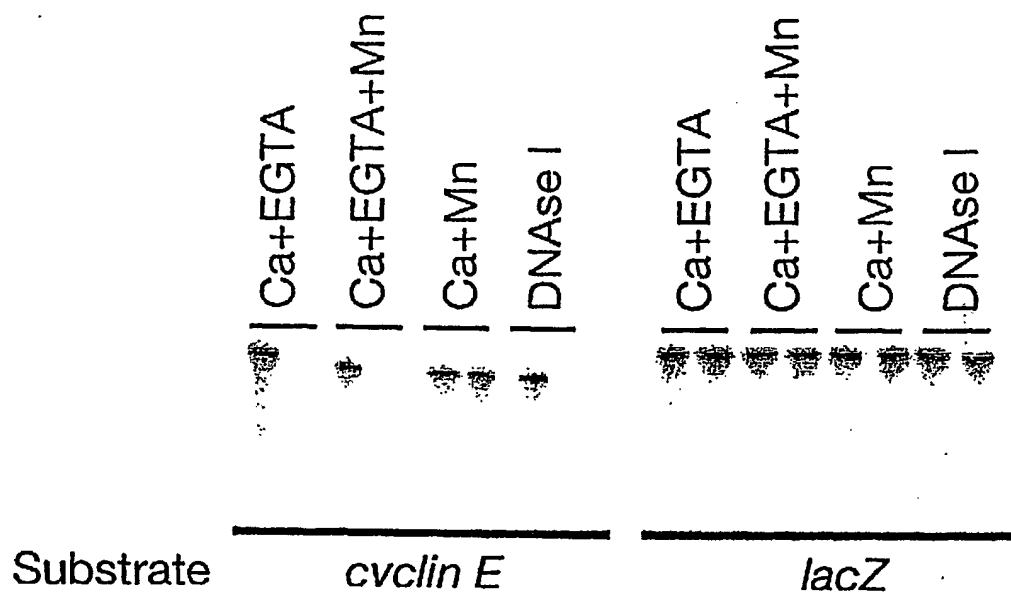 Ca+EGTA
Ca+EGTA+Mn
Ca+Mn
DNAse I
Ca+EGTA
Ca+EGTA+Mn
Ca+Mn
DNAse I
Substrate
cvclin E
lacZ